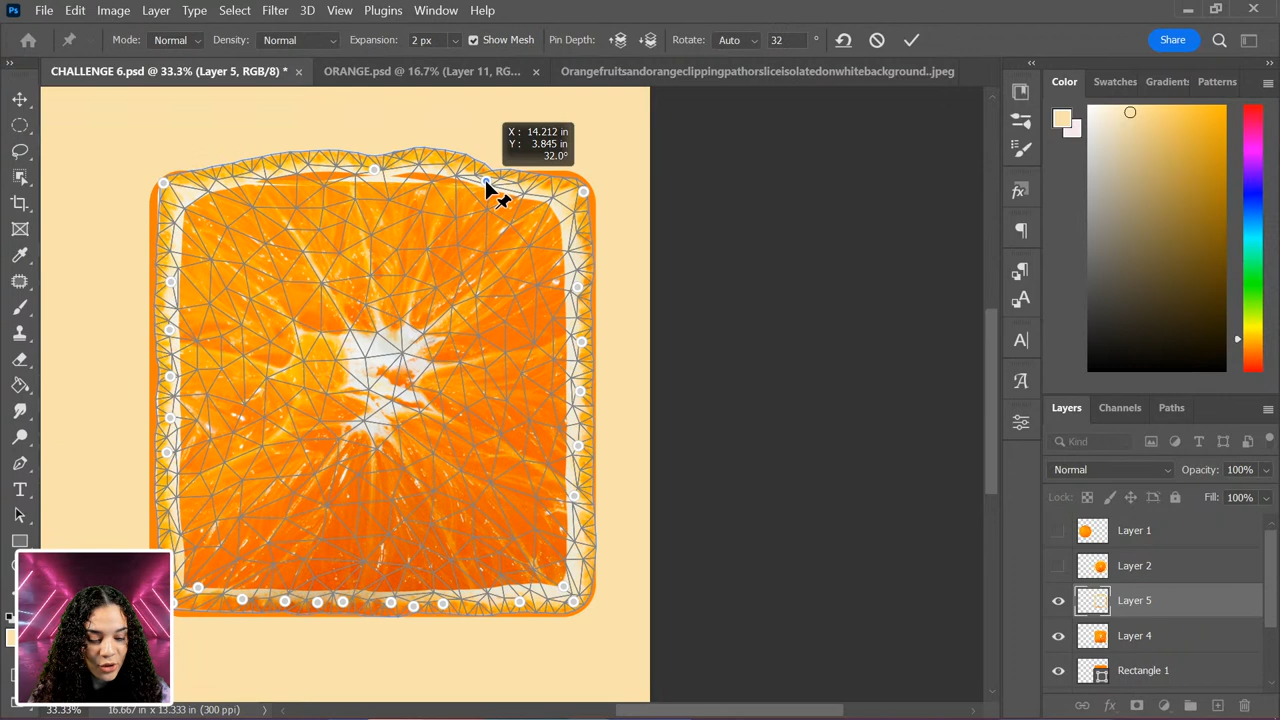 Ps File Edit Image Layer Type Select Filter 3D View Plugins Window Help
Mode: Normal Density: Normal Expansion: 2 px Show Mesh Pin Depth: Rotate: Auto 32 ° Share
CHALLENGE 6.psd @ 33.3% (Layer 5, RGB/8) * × ORANGE.psd @ 16.7% (Layer 11, RG... × Orangefruitsandorangeclippingpathorsliceisolatedonwhitebackground..jpeg
Color Swatches Gradient: Patterns
X : 14.212 in
Y : 3.845 in
32.0°
Layers Channels Paths
Kind
Normal Opacity: 100%
Lock: Fill: 100%
Layer 1
Layer 2
Layer 5
Layer 4
Rectangle 1
33.33% 16.667 in x 13.333 in (300 ppi)